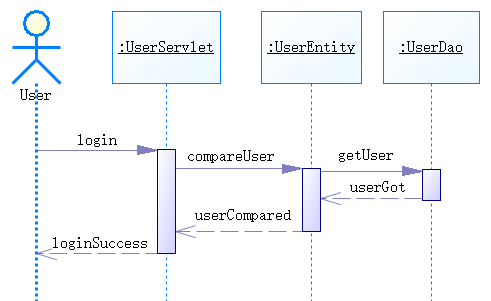 :UserServlet
:UserEntity
:UserDao
User
login
compareUser
getUser
userGot
userCompared
loginSuccess